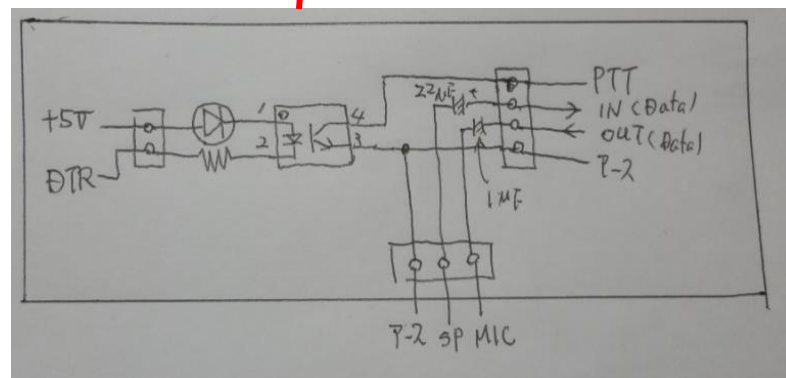 +5V
DTR
1
2
4
3
22μF +
PTT
IN (Data)
OUT (Data)
アース
1μF
アース SP MIC